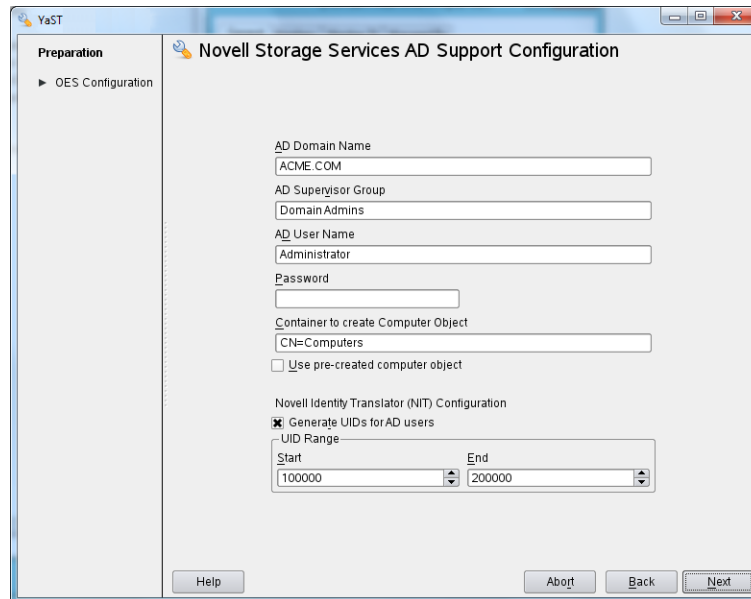 YaST
Preparation
OES Configuration
Novell Storage Services AD Support Configuration
AD Domain Name
ACME.COM
AD Supervisor Group
Domain Admins
AD User Name
Administrator
Password
Container to create Computer Object
CN=Computers
Use pre-created computer object
Novell Identity Translator (NIT) Configuration
Generate UIDs for AD users
UID Range
Start End
100000 200000
Help Abort Back Next